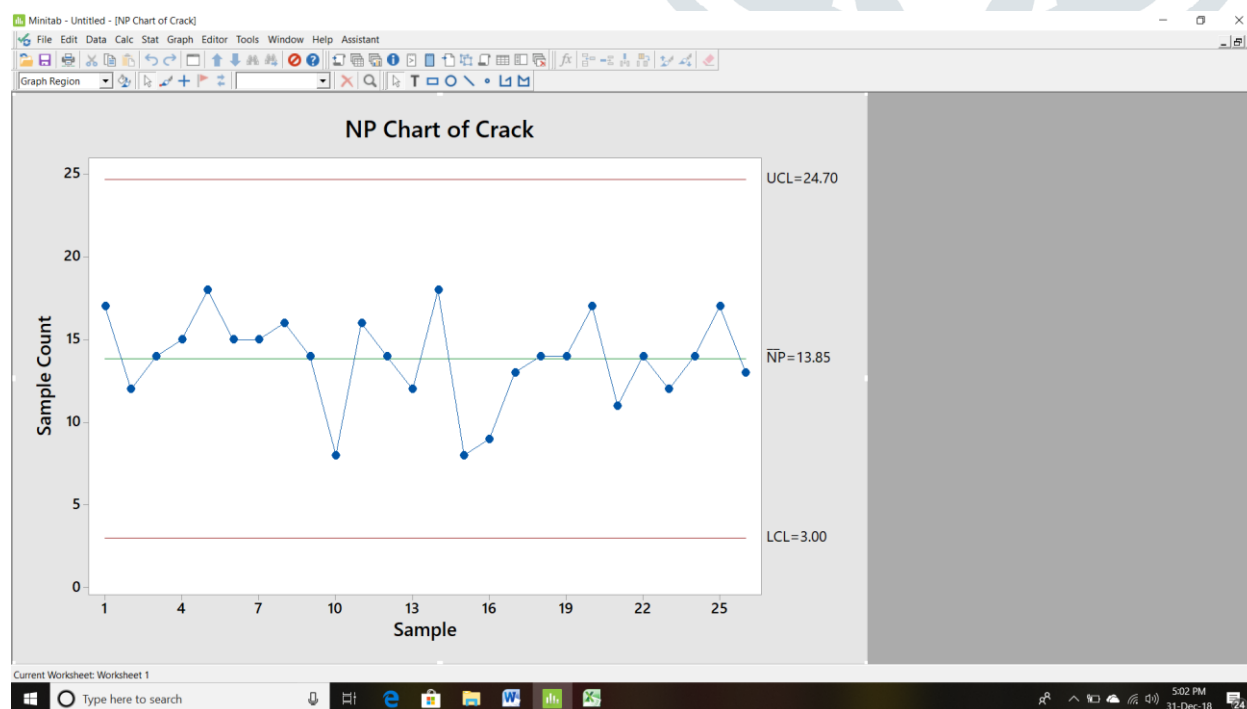 Minitab - Untitled - [NP Chart of Crack]
File Edit Data Calc Stat Graph Editor Tools Window Help Assistant
Graph Region
NP Chart of Crack
25
20
15
10
5
0
Sample Count
UCL=24.70
N̅P̅=13.85
LCL=3.00
1 4 7 10 13 16 19 22 25
Sample
Current Worksheet: Worksheet 1
Type here to search
5:02 PM
31-Dec-18
24